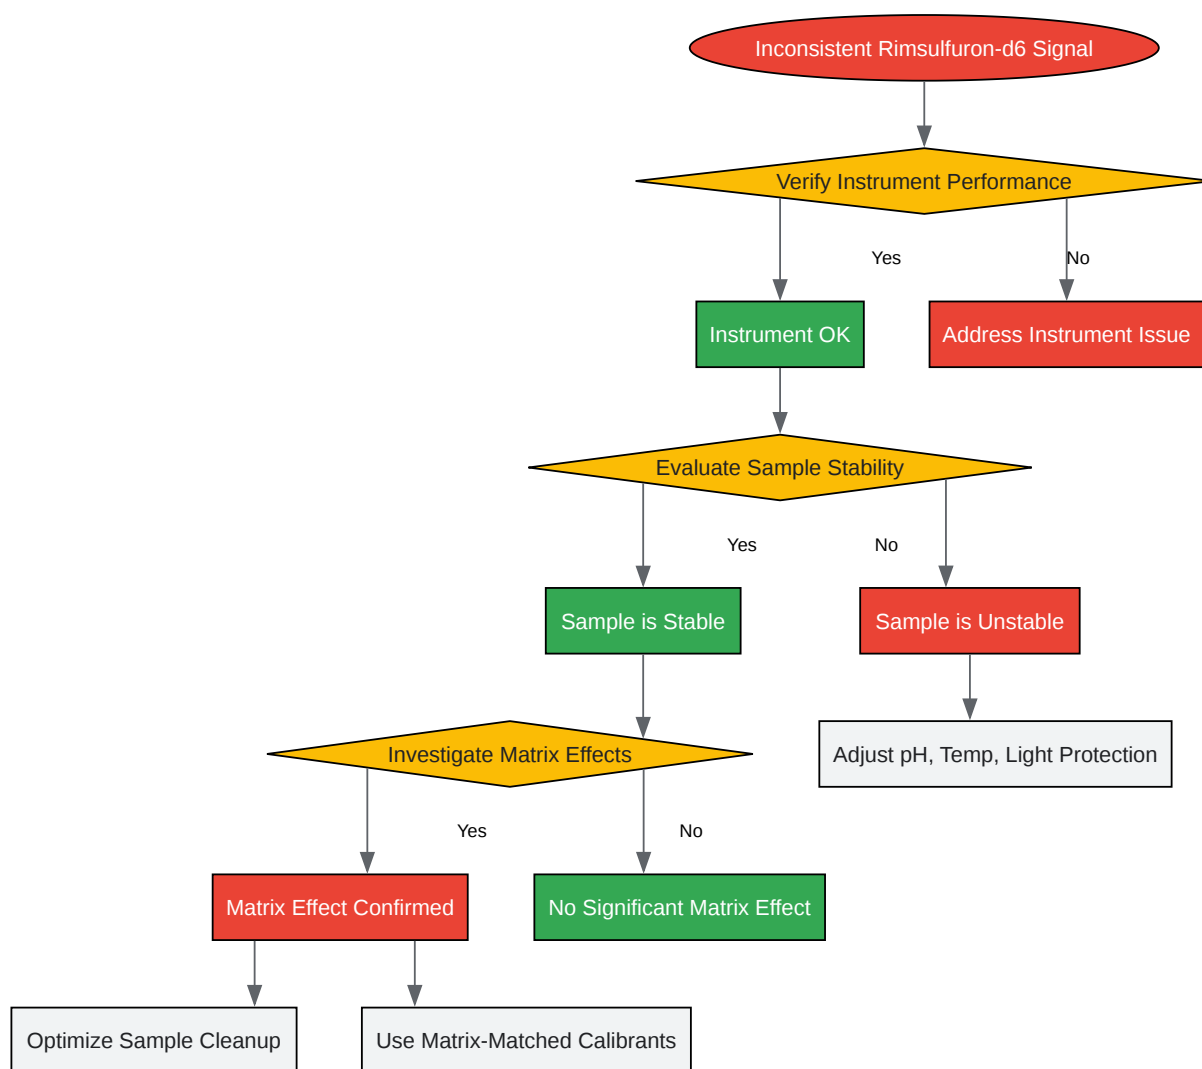 Inconsistent Rimsulfuron-d6 Signal
Verify Instrument Performance
Yes
No
Instrument OK
Address Instrument Issue
Evaluate Sample Stability
Yes
No
Sample is Stable
Sample is Unstable
Investigate Matrix Effects
Adjust pH, Temp, Light Protection
Yes
No
Matrix Effect Confirmed
No Significant Matrix Effect
Optimize Sample Cleanup
Use Matrix-Matched Calibrants